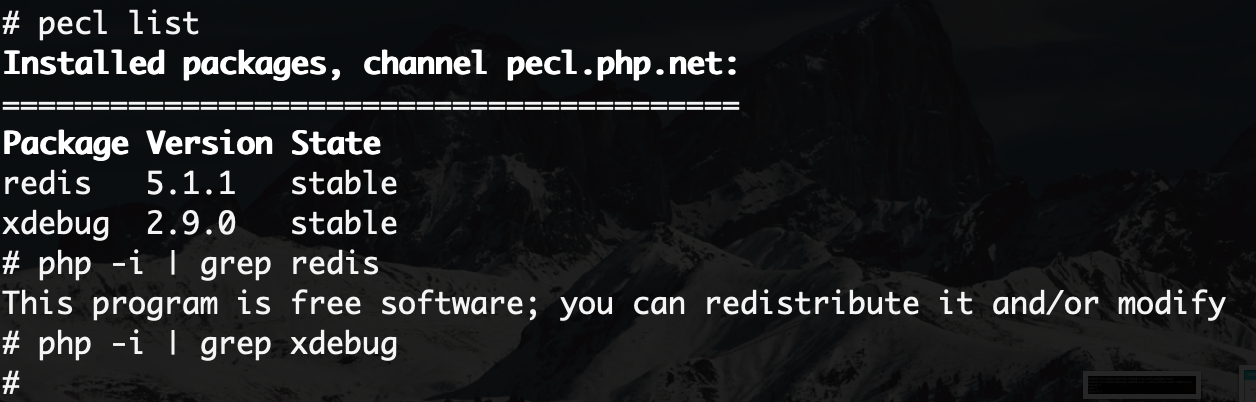 # pecl list
Installed packages, channel pecl.php.net:
=========================================
Package Version State
redis   5.1.1   stable
xdebug  2.9.0   stable
# php -i | grep redis
This program is free software; you can redistribute it and/or modify
# php -i | grep xdebug
#